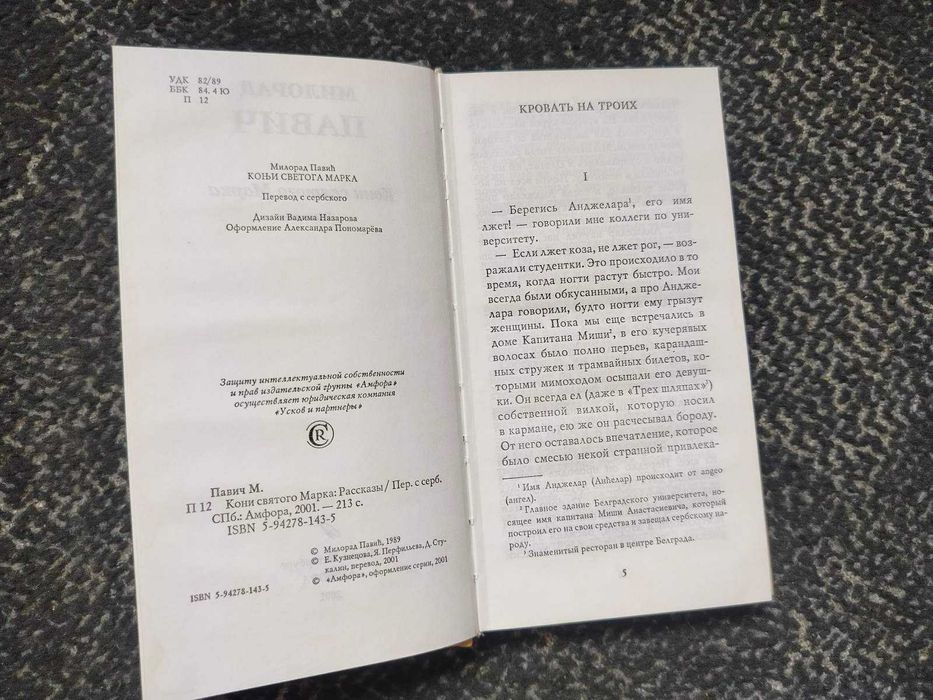 УДК 82/89
ББК 84.4 Ю
П 12
Милорад Павић
КОЊИ СВЕТОГА МАРКА
Перевод с сербского
Дизайн Вадима Назарова
Оформление Александра Пономарёва
Защиту интеллектуальной собственности
и прав издательской группы «Амфора»
осуществляет юридическая компания
«Усков и партнеры»
Павич М.
П 12 Кони святого Марка: Рассказы / Пер. с серб.
СПб.: Амфора, 2001. — 213 с.
ISBN 5-94278-143-5
© Милорад Павић, 1989
© Е. Кузнецова, Я. Перфильева, Д. Сту-
калин, перевод, 2001
© «Амфора», оформление серии, 2001
ISBN 5-94278-143-5
КРОВАТЬ НА ТРОИХ
I
— Берегись Анджелара¹, его имя
лжет! — говорили мне коллеги по уни-
верситету.
— Если лжет коза, не лжет рог, — воз-
ражали студентки. Это происходило в то
время, когда ногти растут быстро. Мои
всегда были обкусанными, а про Андже-
лара говорили, будто ногти ему грызут
женщины. Пока мы еще встречались в
доме Капитана Миши², в его кучерявых
волосах было полно перьев, карандаш-
ных стружек и трамвайных билетов, ко-
торыми мимоходом осыпали его девуш-
ки. Он всегда ел (даже в «Трех шляпах»³)
собственной вилкой, которую носил
в кармане, ею же он расчесывал бороду.
От него оставалось впечатление, которое
было смесью некой странной привлека-
¹ Имя Анджелар (Анђелар) происходит от angeo
(ангел).
² Главное здание Белградского университета, но-
сящее имя капитана Миши Анастасиевича, который
построил его на свои средства и завещал сербскому на-
роду.
³ Знаменитый ресторан в центре Белграда.
5